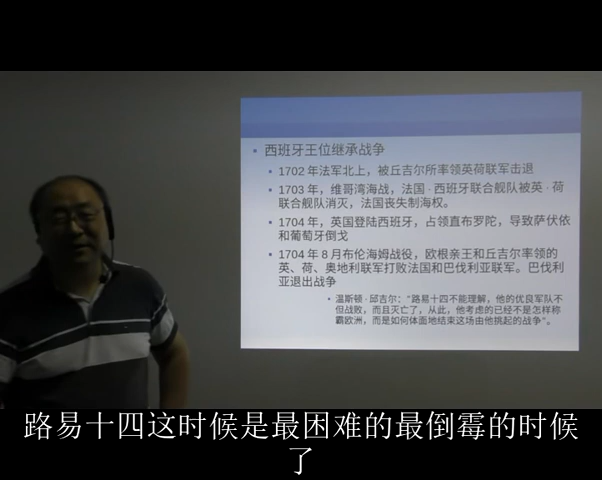 西班牙王位继承战争
1702 年法军北上，被丘吉尔所率领英荷联军击退
1703 年，维哥湾海战，法国 · 西班牙联合舰队被英 · 荷
联合舰队消灭，法国丧失制海权。
1704 年，英国登陆西班牙，占领直布罗陀，导致萨伏依
和葡萄牙倒戈
1704 年 8 月布伦海姆战役，欧根亲王和丘吉尔率领的
英、荷、奥地利联军打败法国和巴伐利亚联军。巴伐利
亚退出战争
温斯顿 · 邱吉尔：“路易十四不能理解，他的优良军队不
但战败，而且灭亡了，从此，他考虑的已经不是怎样称
霸欧洲，而是如何体面地结束这场由他挑起的战争”。
路易十四这时候是最困难的最倒霉的时候
了